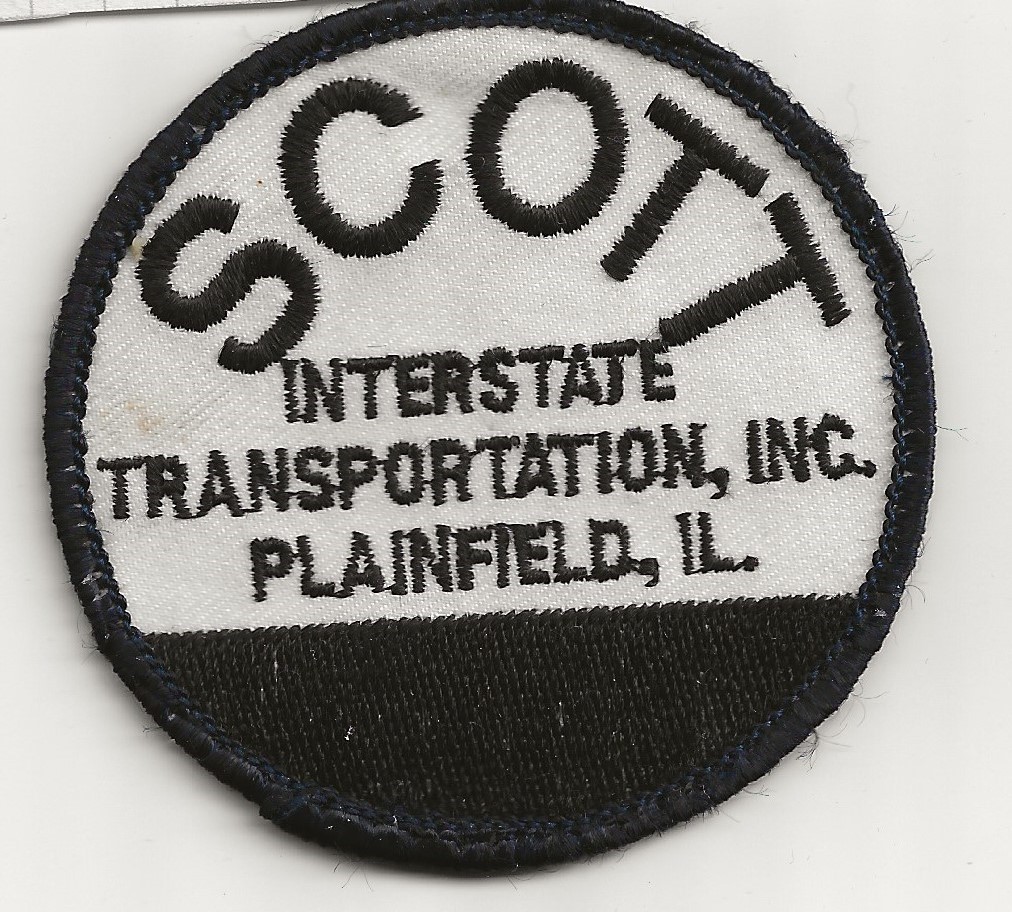 SCOTT
INTERSTATE
TRANSPORTATION, INC.
PLAINFIELD, IL.